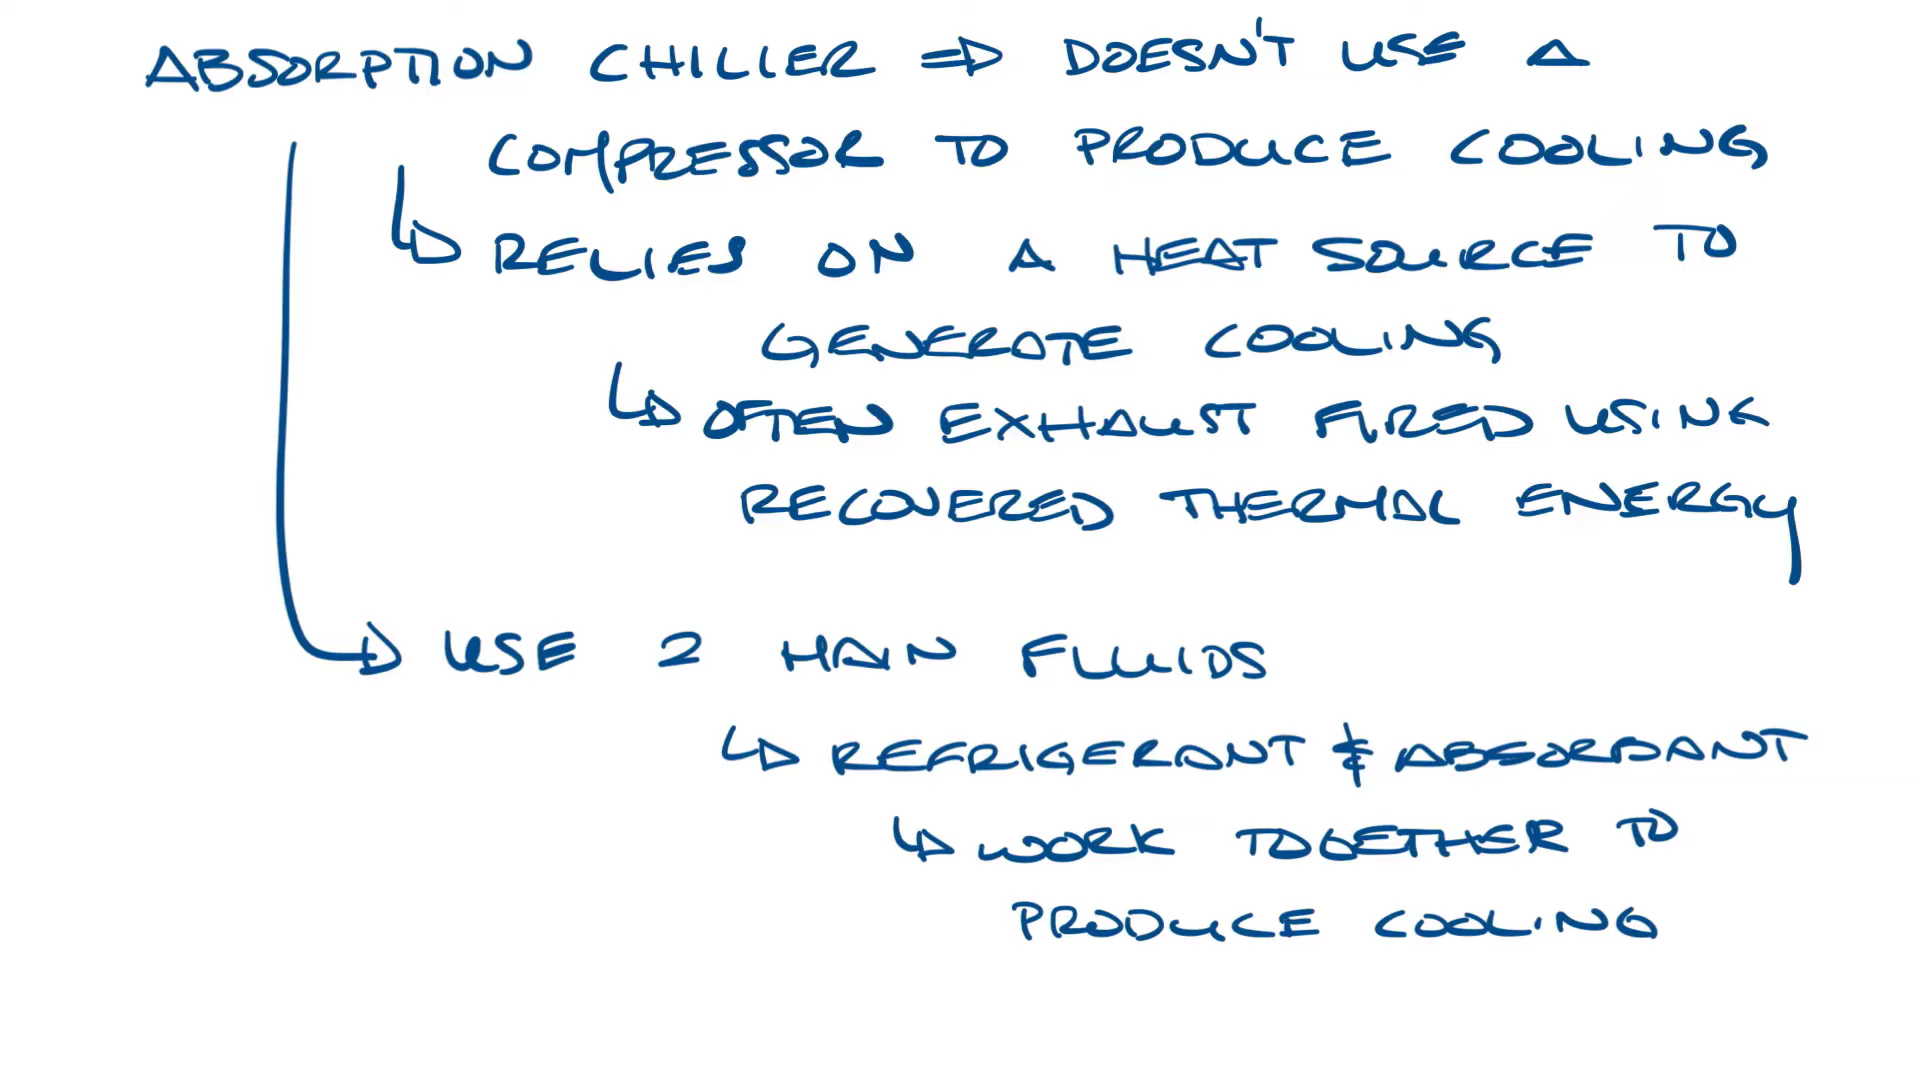 ABSORPTION CHILLER ⇒ DOESN'T USE A
COMPRESSOR TO PRODUCE COOLING
↳ RELIES ON A HEAT SOURCE TO
GENERATE COOLING
↳ OFTEN EXHAUST FIRED USING
RECOVERED THERMAL ENERGY
↳ USE 2 MAIN FLUIDS
↳ REFRIGERANT & ABSORBANT
↳ WORK TOGETHER TO
PRODUCE COOLING